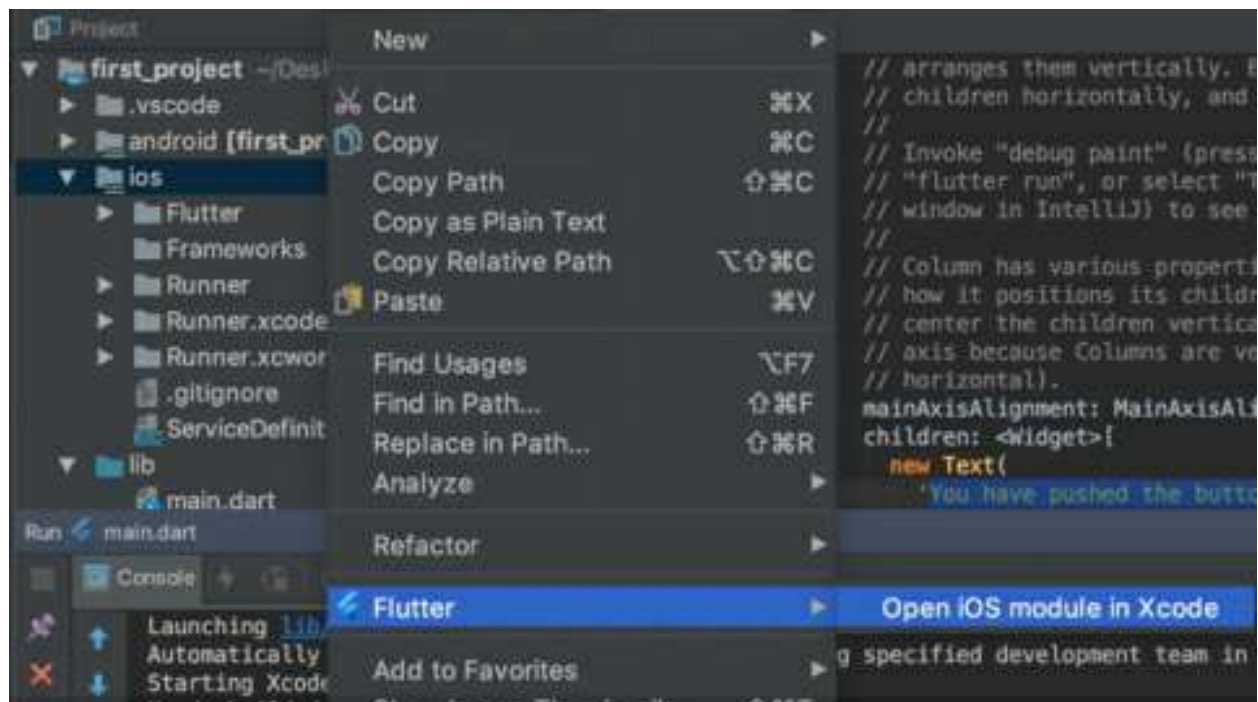 Project
first_project ~/Des
.vscode
android [first_pr
ios
Flutter
Frameworks
Runner
Runner.xcode
Runner.xcwor
.gitignore
ServiceDefinit
lib
main.dart
New
Cut ⌘X
Copy ⌘C
Copy Path ⇧⌘C
Copy as Plain Text
Copy Relative Path ⌥⇧⌘C
Paste ⌘V
Find Usages ⌥F7
Find in Path... ⇧⌘F
Replace in Path... ⇧⌘R
Analyze
Refactor
Flutter
Add to Favorites
Open iOS module in Xcode
// arranges them vertically.
// children horizontally, and
//
// Invoke "debug paint" (press
// "flutter run", or select "T
// window in IntelliJ) to see
//
// Column has various properti
// how it positions its childr
// center the children vertica
// axis because Columns are ve
// horizontal).
mainAxisAlignment: MainAxisAli
children: <Widget>[
new Text(
'You have pushed the butto
Run main.dart
Console
Launching lib/
Automatically
g specified development team in
Starting Xcode